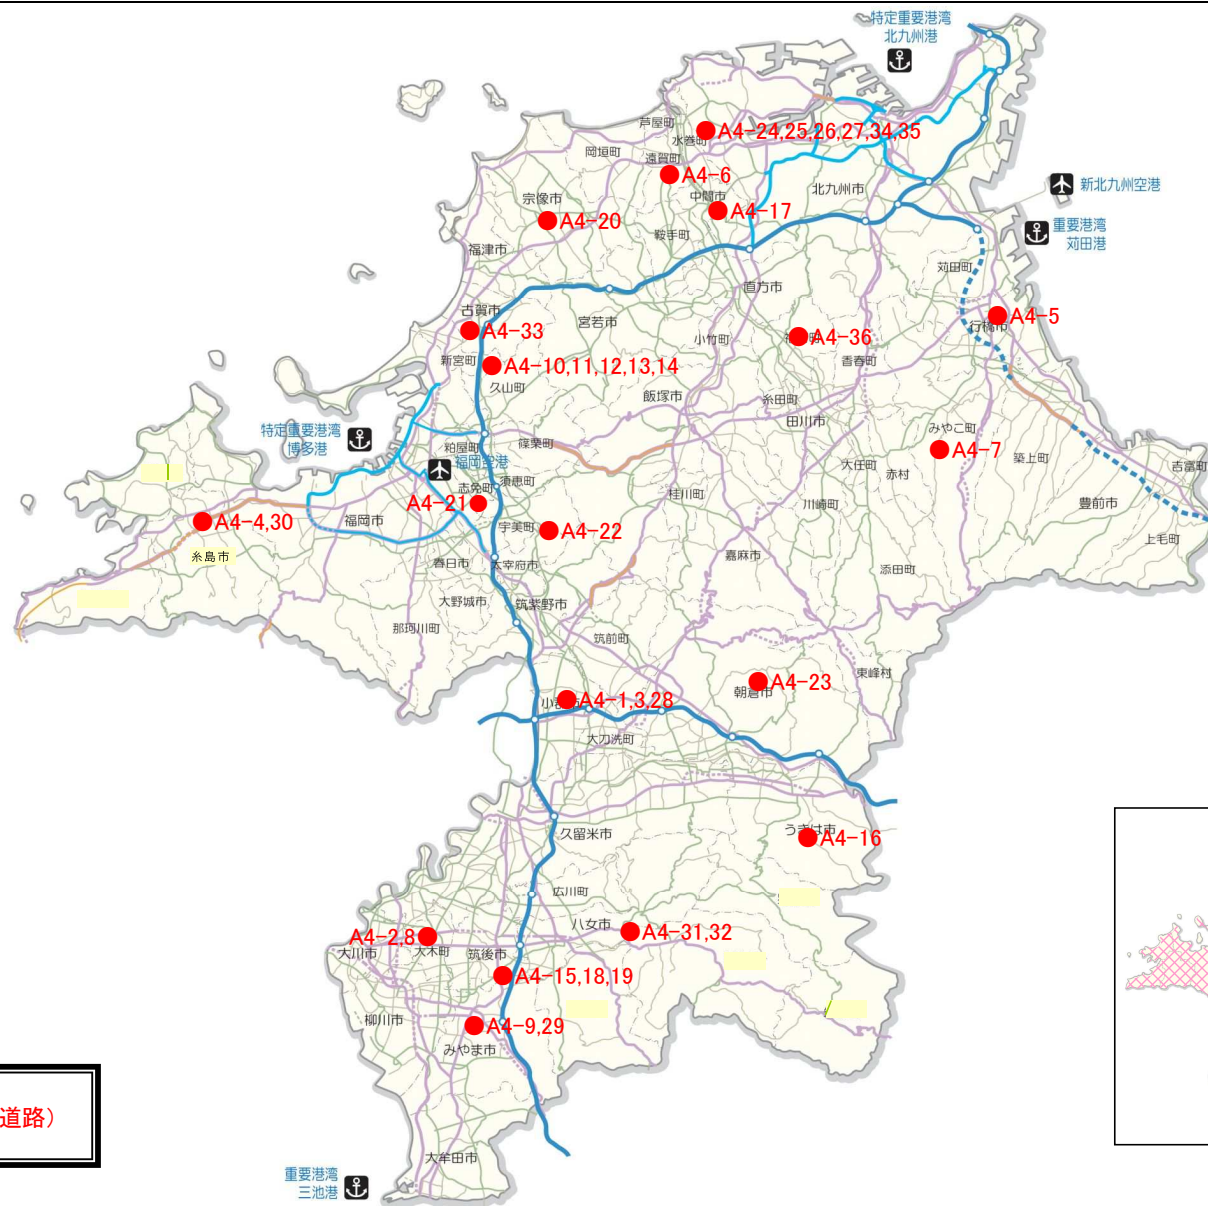 特定重要港湾
北九州港
芦屋町
水巻町
A4-24,25,26,27,34,35
岡垣町
遠賀町
A4-6
北九州市
新北九州空港
宗像市
中間市
A4-17
A4-20
鞍手町
重要港湾
苅田港
福津市
苅田町
直方市
古賀市
宮若市
A4-33
小竹町
A4-36
行橋市
A4-5
新宮町
香春町
A4-10,11,12,13,14
久山町
飯塚市
糸田町
田川市
特定重要港湾
博多港
粕屋町
篠栗町
みやこ町
A4-7
福岡空港
大任町
築上町
吉富町
須恵町
赤村
志免町
A4-21
桂川町
川崎町
豊前市
A4-4,30
福岡市
宇美町
A4-22
上毛町
糸島市
嘉麻市
春日市
太宰府市
添田町
大野城市
筑紫野市
那珂川町
筑前町
東峰村
朝倉市
A4-23
A4-1,3,28
大刀洗町
久留米市
うきは市
A4-16
広川町
八女市
A4-31,32
A4-2,8
大川市
大木町
筑後市
A4-15,18,19
柳川市
A4-9,29
みやま市
道路）
大牟田市
重要港湾
三池港